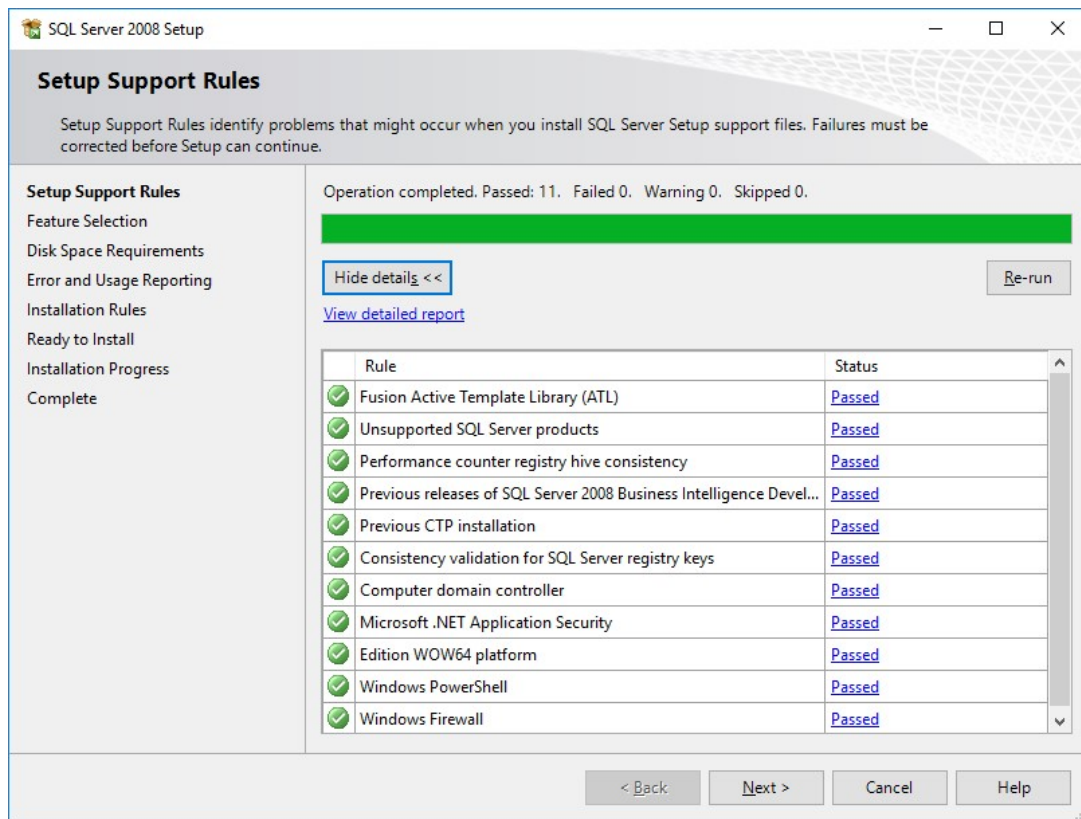 SQL Server 2008 Setup
Setup Support Rules
Setup Support Rules identify problems that might occur when you install SQL Server Setup support files. Failures must be
corrected before Setup can continue.
Setup Support Rules
Feature Selection
Disk Space Requirements
Error and Usage Reporting
Installation Rules
Ready to Install
Installation Progress
Complete
Operation completed. Passed: 11. Failed 0. Warning 0. Skipped 0.
Hide details <<
Re-run
View detailed report
Rule Status
Fusion Active Template Library (ATL) Passed
Unsupported SQL Server products Passed
Performance counter registry hive consistency Passed
Previous releases of SQL Server 2008 Business Intelligence Devel... Passed
Previous CTP installation Passed
Consistency validation for SQL Server registry keys Passed
Computer domain controller Passed
Microsoft .NET Application Security Passed
Edition WOW64 platform Passed
Windows PowerShell Passed
Windows Firewall Passed
< Back Next > Cancel Help